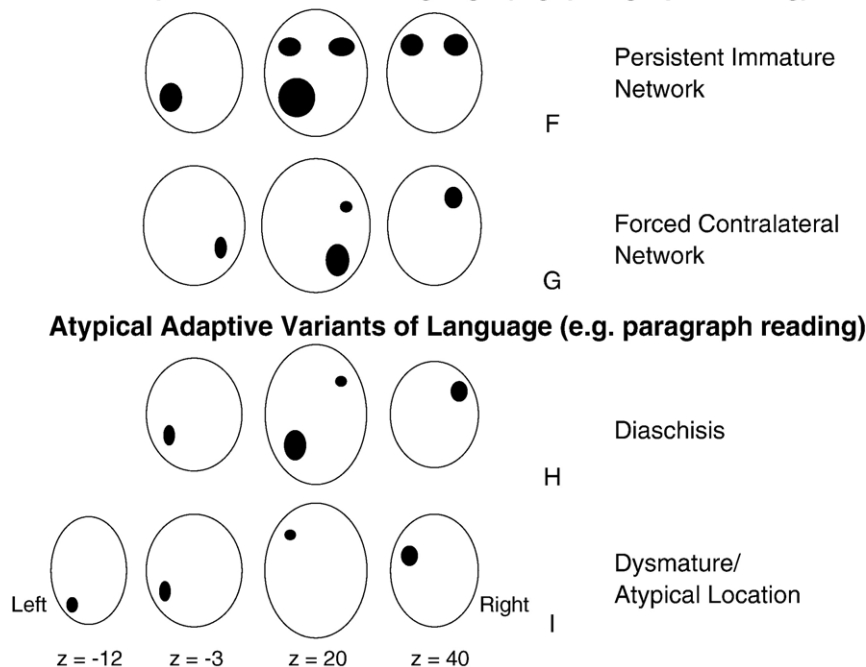 Persistent Immature
Network
F
Forced Contralateral
Network
G
Atypical Adaptive Variants of Language (e.g. paragraph reading)
Diaschisis
H
Dysmature/
Atypical Location
Left
Right
I
z = -12 z = -3 z = 20 z = 40